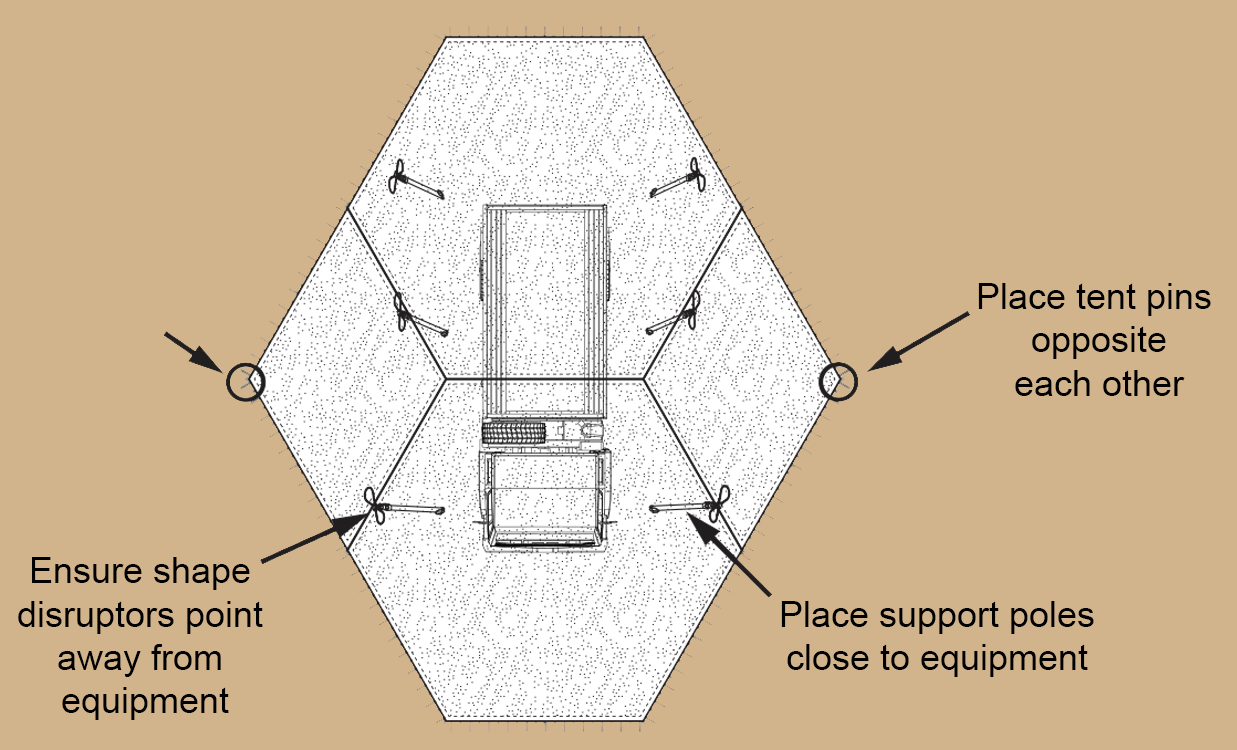 Place tent pins
opposite
each other
Ensure shape
disruptors point
away from
equipment
Place support poles
close to equipment